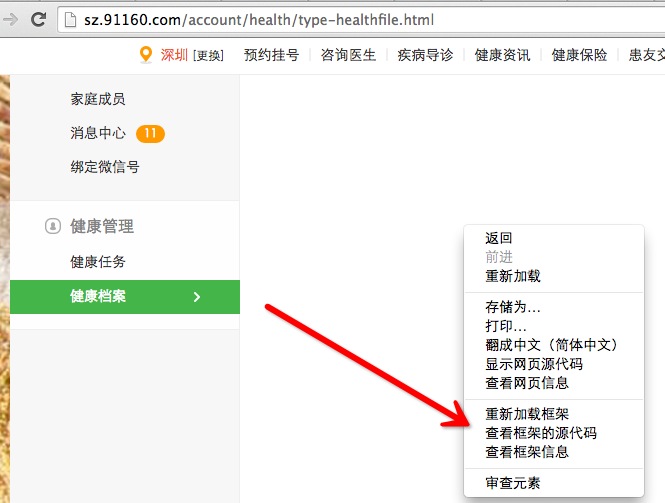 sz.91160.com/account/health/type-healthfile.html
深圳 [更换] 预约挂号 咨询医生 疾病导诊 健康资讯 健康保险 患友交
家庭成员
消息中心 11
绑定微信号
健康管理
健康任务
健康档案
返回
前进
重新加载
存储为...
打印...
翻成中文（简体中文）
显示网页源代码
查看网页信息
重新加载框架
查看框架的源代码
查看框架信息
审查元素